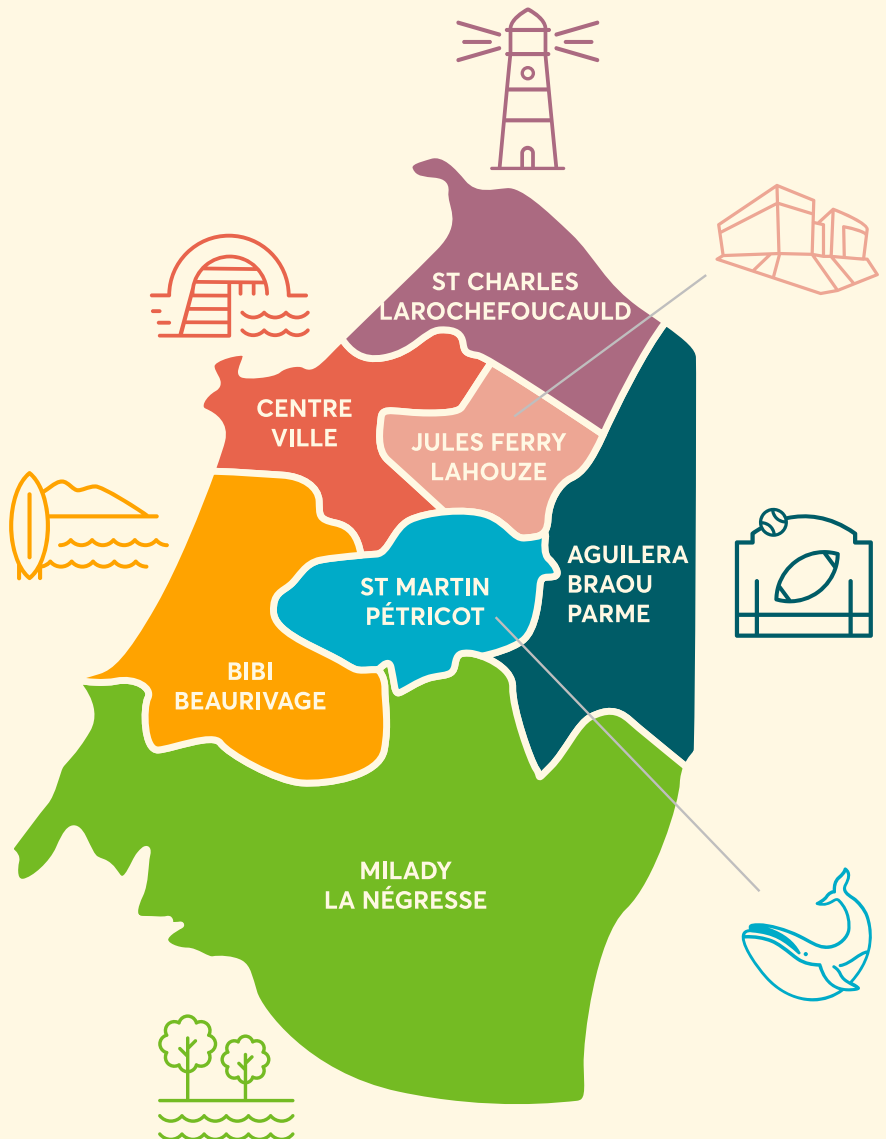 ST CHARLES
LAROCHEFOUCAULD
CENTRE
VILLE
JULES FERRY
LAHOUZE
AGUILERA
BRAOU
PARME
ST MARTIN
PÉTRICOT
BIBI
BEAURIVAGE
MILADY
LA NÉGRESSE